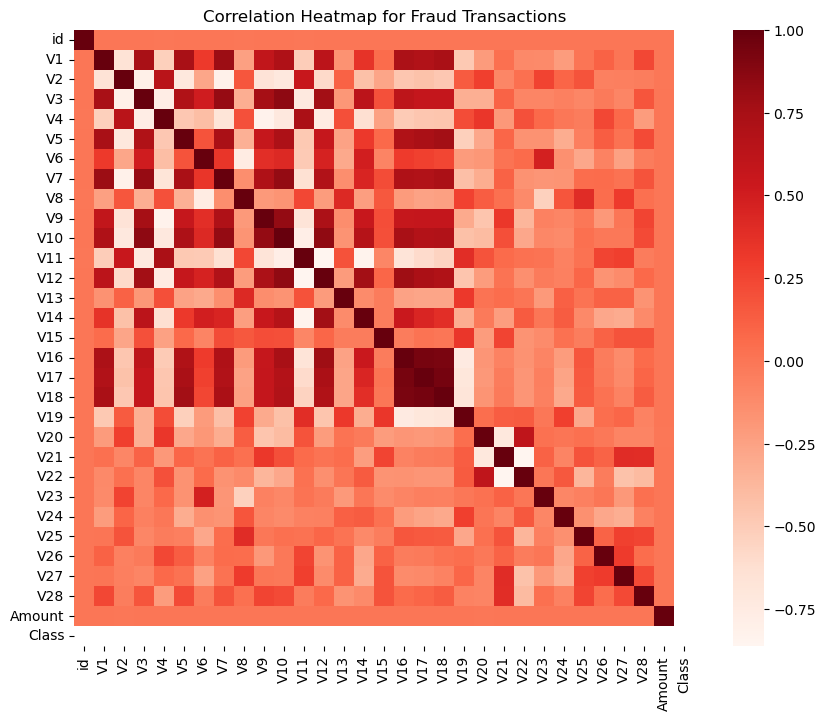 Correlation Heatmap for Fraud Transactions
id
V1
V2
V3
V4
V5
V6
V7
V8
V9
V10
V11
V12
V13
V14
V15
V16
V17
V18
V19
V20
V21
V22
V23
V24
V25
V26
V27
V28
Amount
Class
id
V1
V2
V3
V4
V5
V6
V7
V8
V9
V10
V11
V12
V13
V14
V15
V16
V17
V18
V19
V20
V21
V22
V23
V24
V25
V26
V27
V28
Amount
Class
1.00
0.75
0.50
0.25
0.00
−0.25
−0.50
−0.75